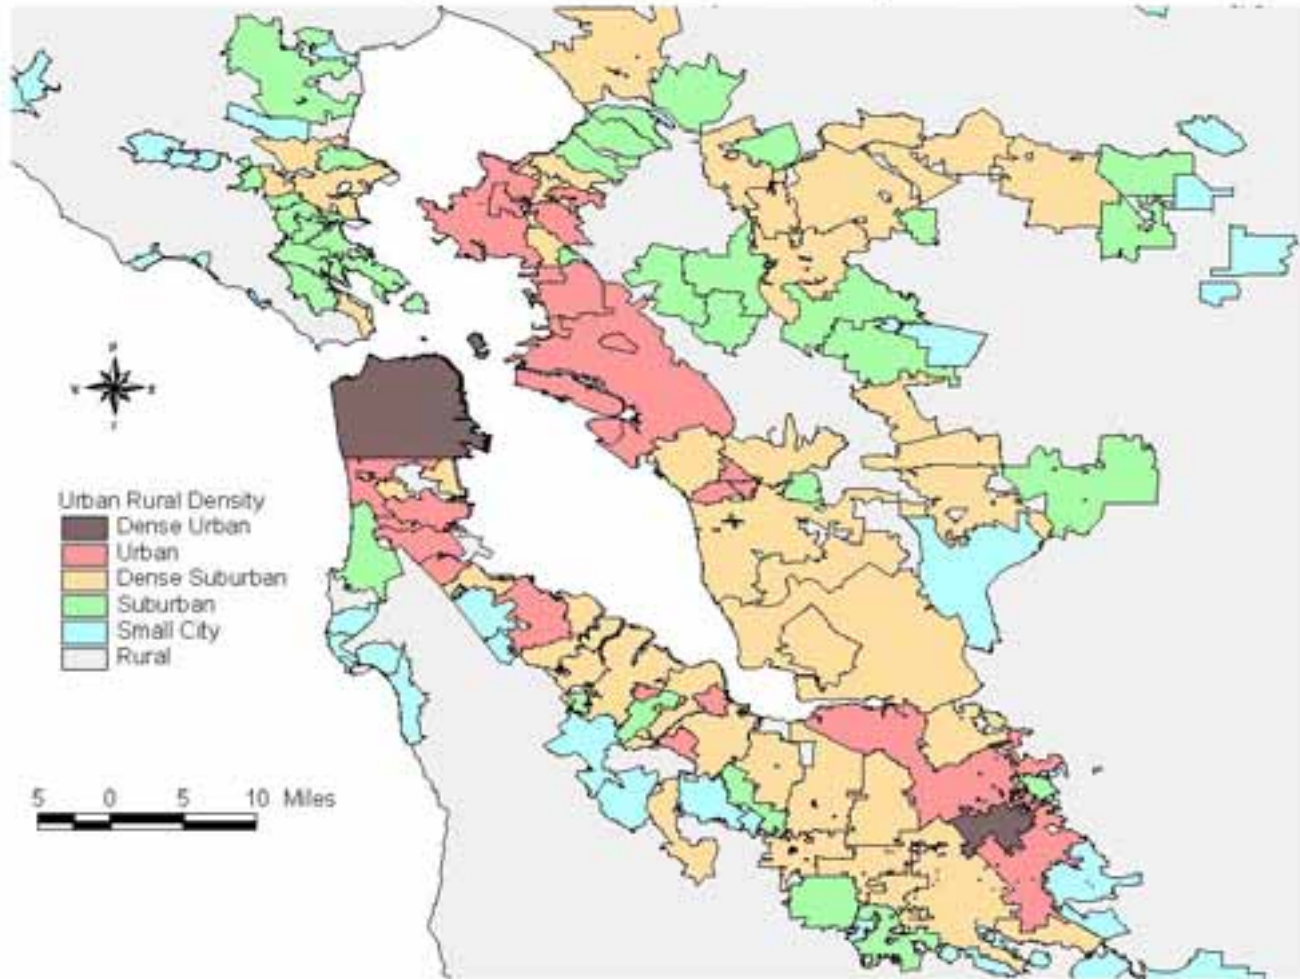 Urban Rural Density
Dense Urban
Urban
Dense Suburban
Suburban
Small City
Rural
5 0 5 10 Miles